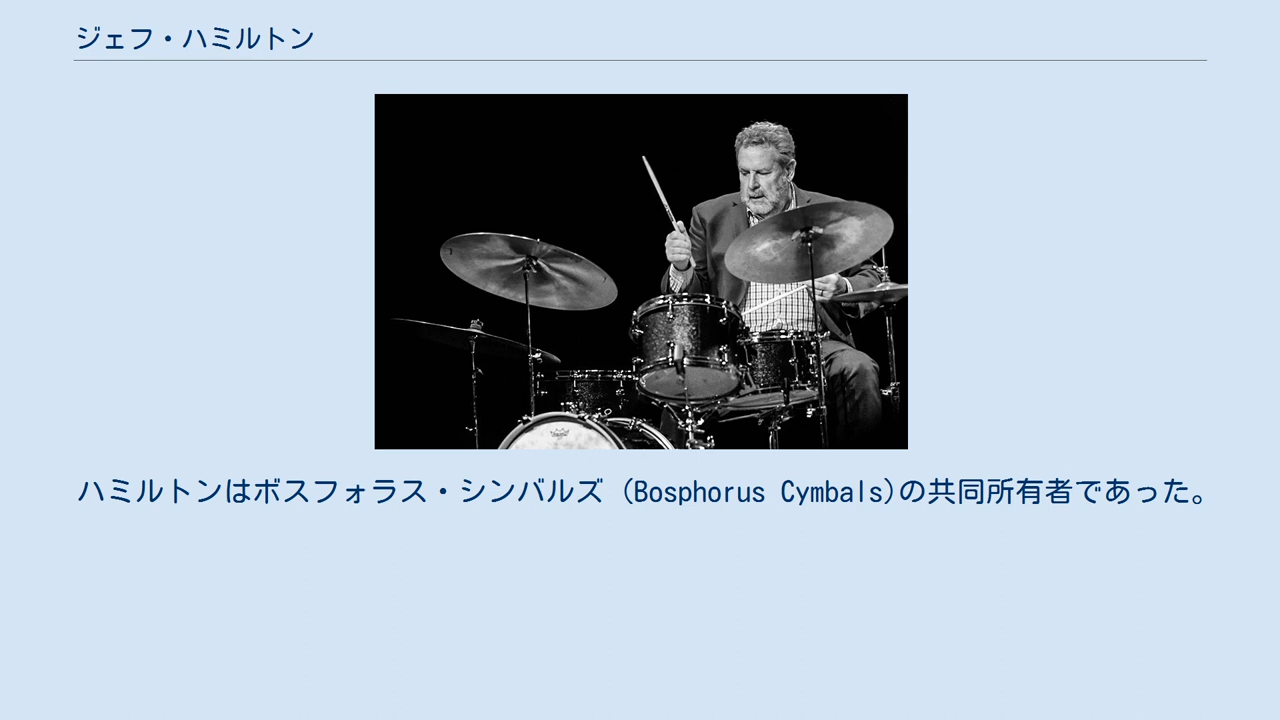 ジェフ・ハミルトン
ハミルトンはボスフォラス・シンバルズ (Bosphorus Cymbals)の共同所有者であった。